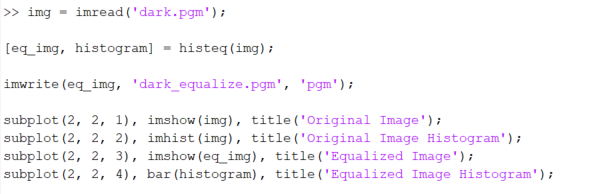 >> img = imread('dark.pgm');
[eq_img, histogram] = histeq(img);
imwrite(eq_img, 'dark_equalize.pgm', 'pgm');
subplot(2, 2, 1), imshow(img), title('Original Image');
subplot(2, 2, 2), imhist(img), title('Original Image Histogram');
subplot(2, 2, 3), imshow(eq_img), title('Equalized Image');
subplot(2, 2, 4), bar(histogram), title('Equalized Image Histogram');